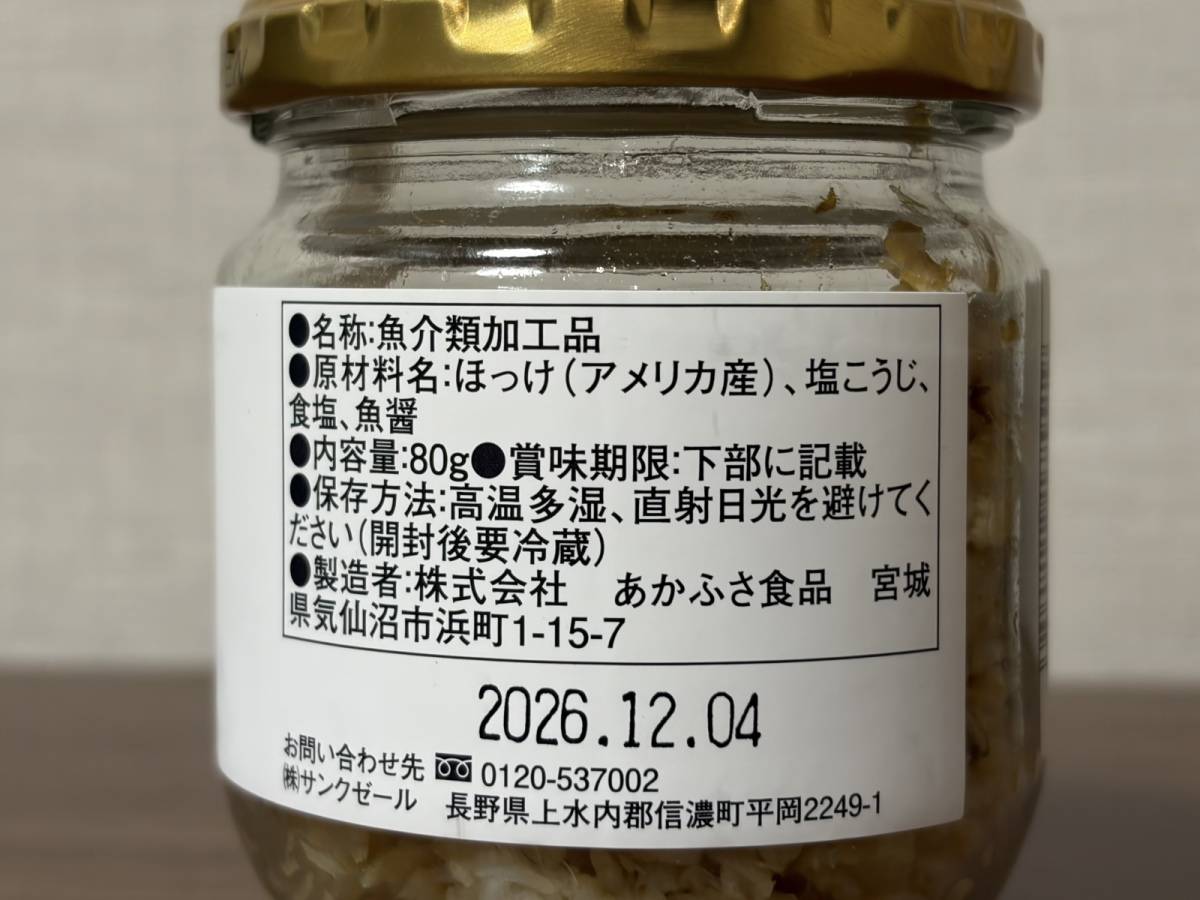 ●名称:魚介類加工品
●原材料名:ほっけ(アメリカ産)、塩こうじ、
食塩、魚醤
●内容量:80g●賞味期限:下部に記載
●保存方法:高温多湿、直射日光を避けてく
ださい(開封後要冷蔵)
●製造者:株式会社　あかふさ食品　宮城
県気仙沼市浜町1-15-7
2026.12.04
お問い合わせ先 0120-537002
㈱サンクゼール 長野県上水内郡信濃町平岡2249-1